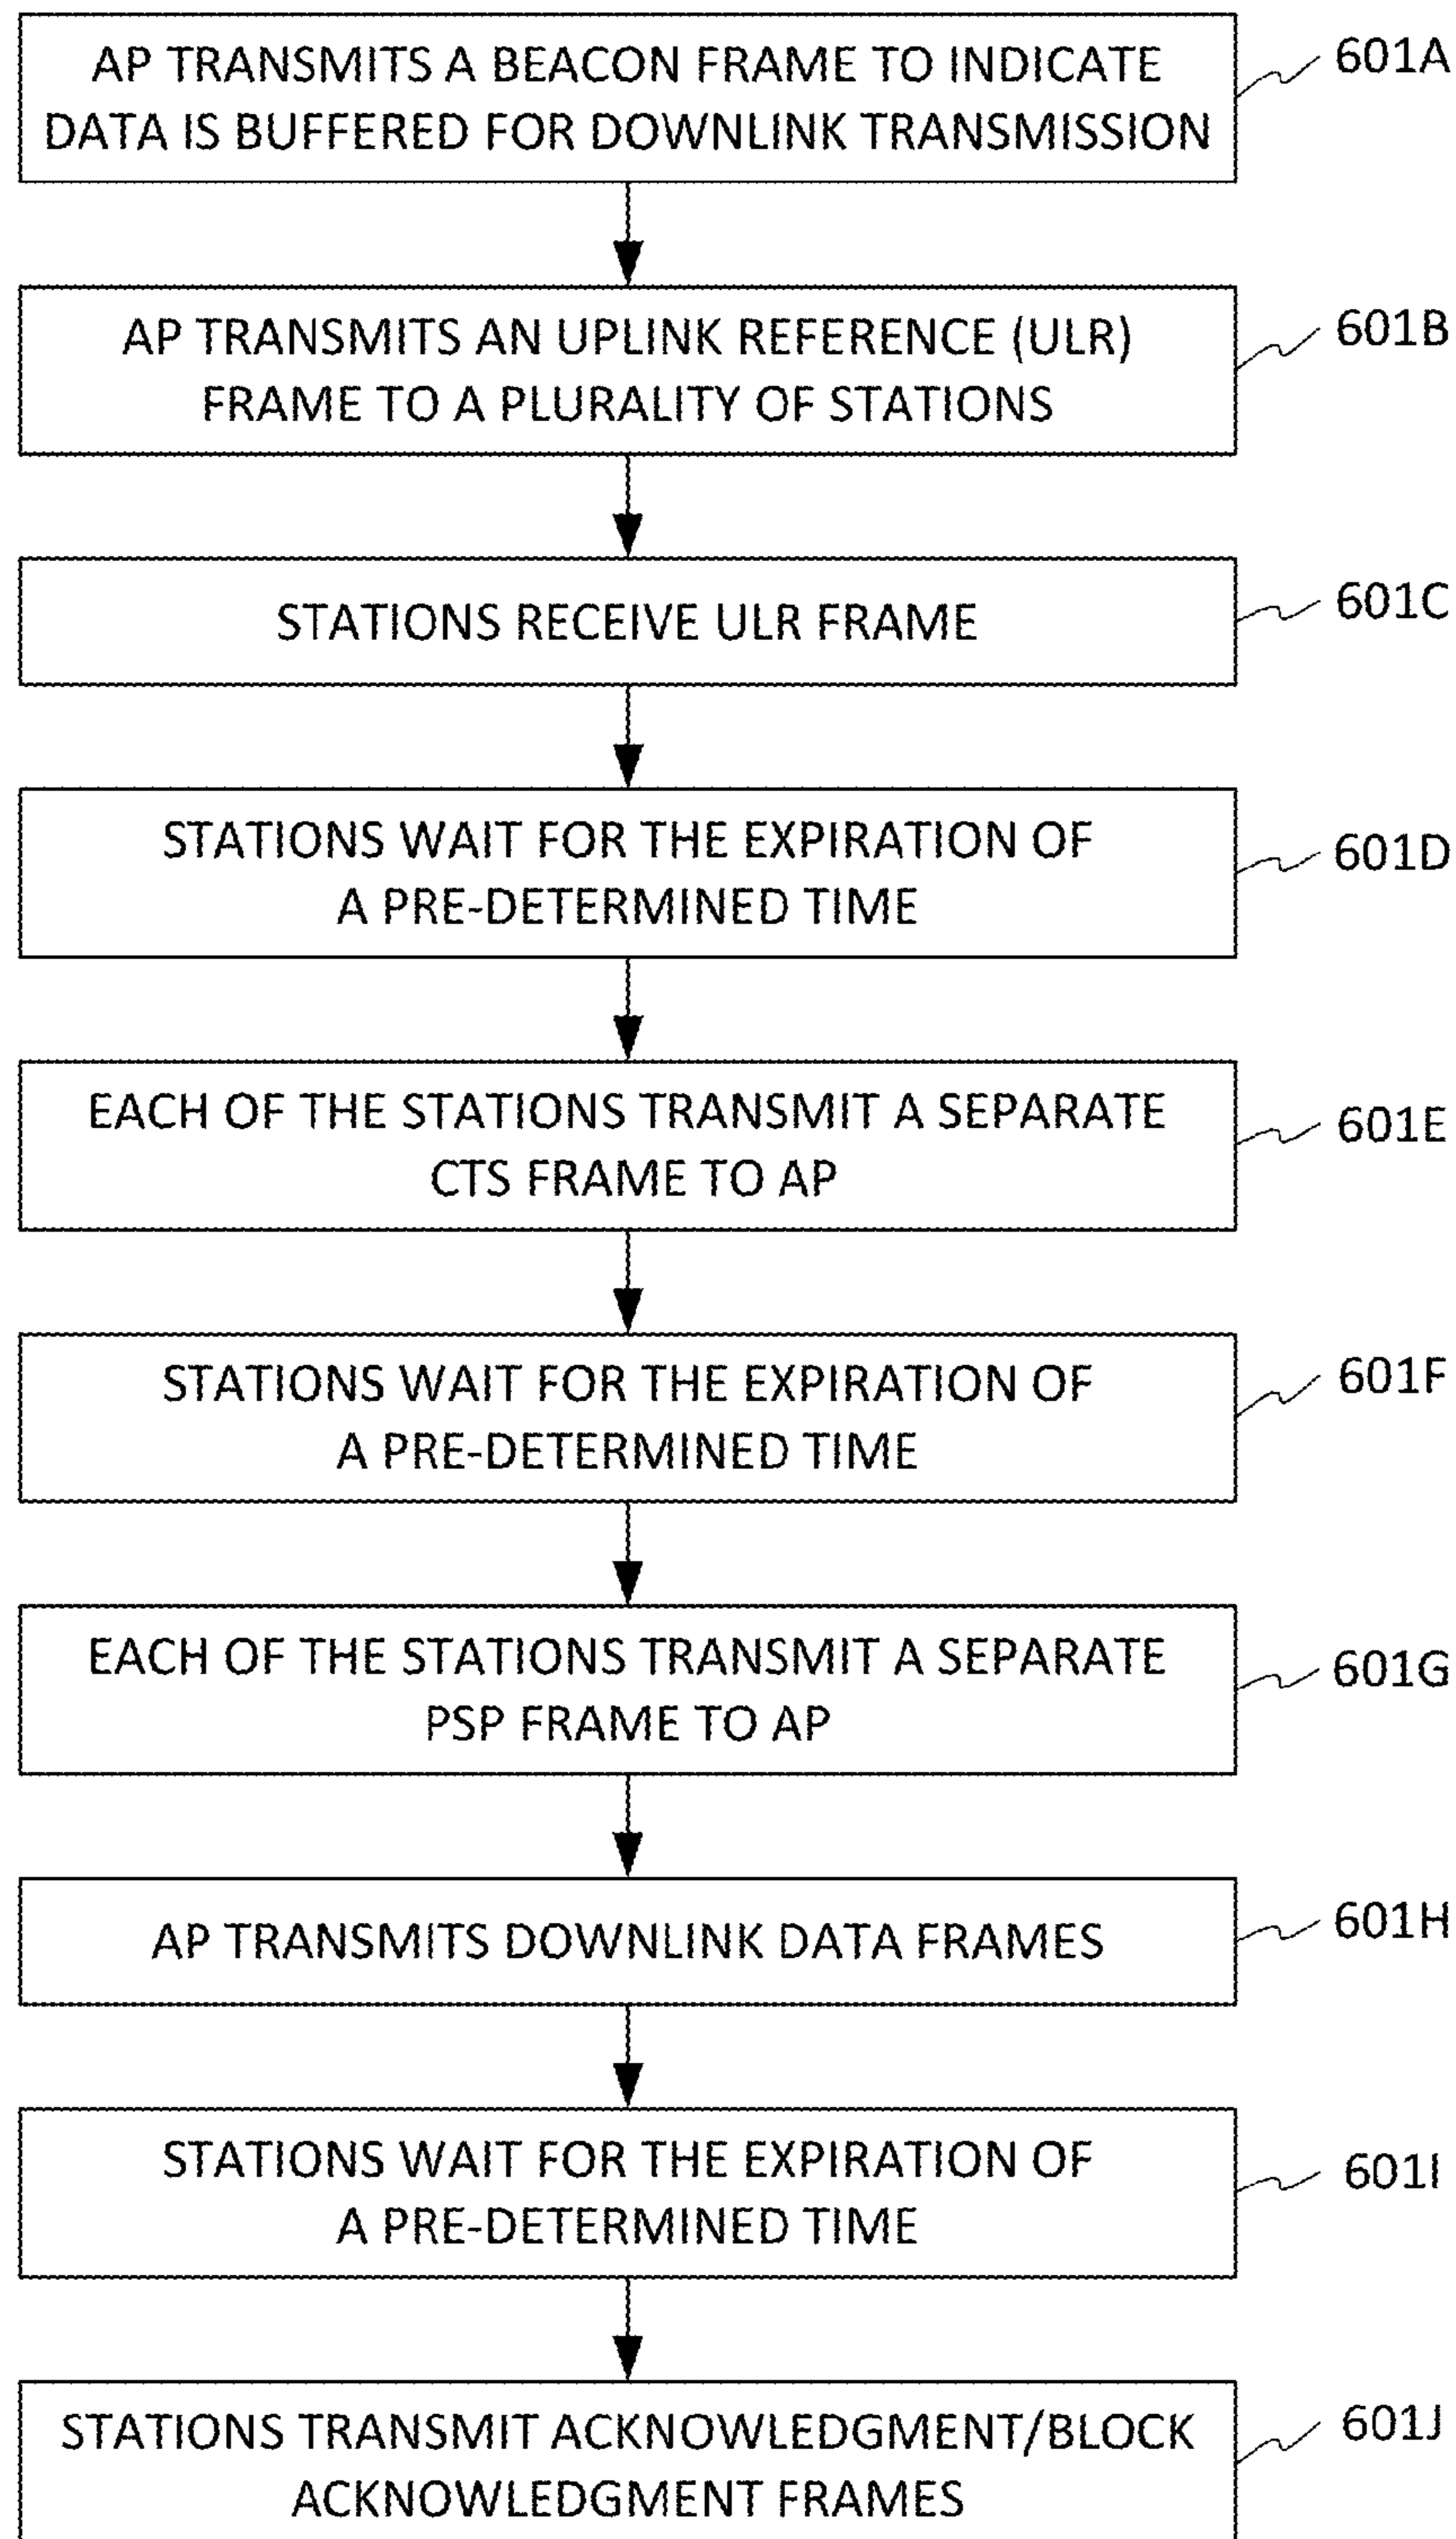 AP TRANSMITS A BEACON FRAME TO INDICATE
DATA IS BUFFERED FOR DOWNLINK TRANSMISSION
601A
AP TRANSMITS AN UPLINK REFERENCE (ULR)
FRAME TO A PLURALITY OF STATIONS
601B
STATIONS RECEIVE ULR FRAME
601C
STATIONS WAIT FOR THE EXPIRATION OF
A PRE-DETERMINED TIME
601D
EACH OF THE STATIONS TRANSMIT A SEPARATE
CTS FRAME TO AP
601E
STATIONS WAIT FOR THE EXPIRATION OF
A PRE-DETERMINED TIME
601F
EACH OF THE STATIONS TRANSMIT A SEPARATE
PSP FRAME TO AP
601G
AP TRANSMITS DOWNLINK DATA FRAMES
601H
STATIONS WAIT FOR THE EXPIRATION OF
A PRE-DETERMINED TIME
601I
STATIONS TRANSMIT ACKNOWLEDGMENT/BLOCK
ACKNOWLEDGMENT FRAMES
601J